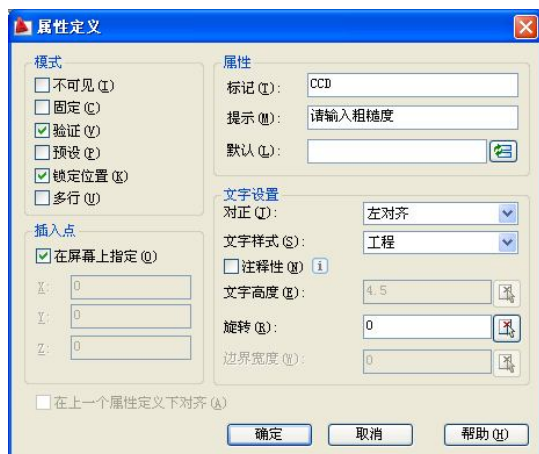 属性定义
模式
不可见(I)
固定(C)
验证(V)
预设(P)
锁定位置(K)
多行(U)
插入点
在屏幕上指定(O)
X: 0
Y: 0
Z: 0
属性
标记(T): CCD
提示(M): 请输入粗糙度
默认(L):
文字设置
对正(J): 左对齐
文字样式(S): 工程
注释性(N) i
文字高度(E): 4.5
旋转(R): 0
边界宽度(W): 0
在上一个属性定义下对齐(A)
确定 取消 帮助(H)